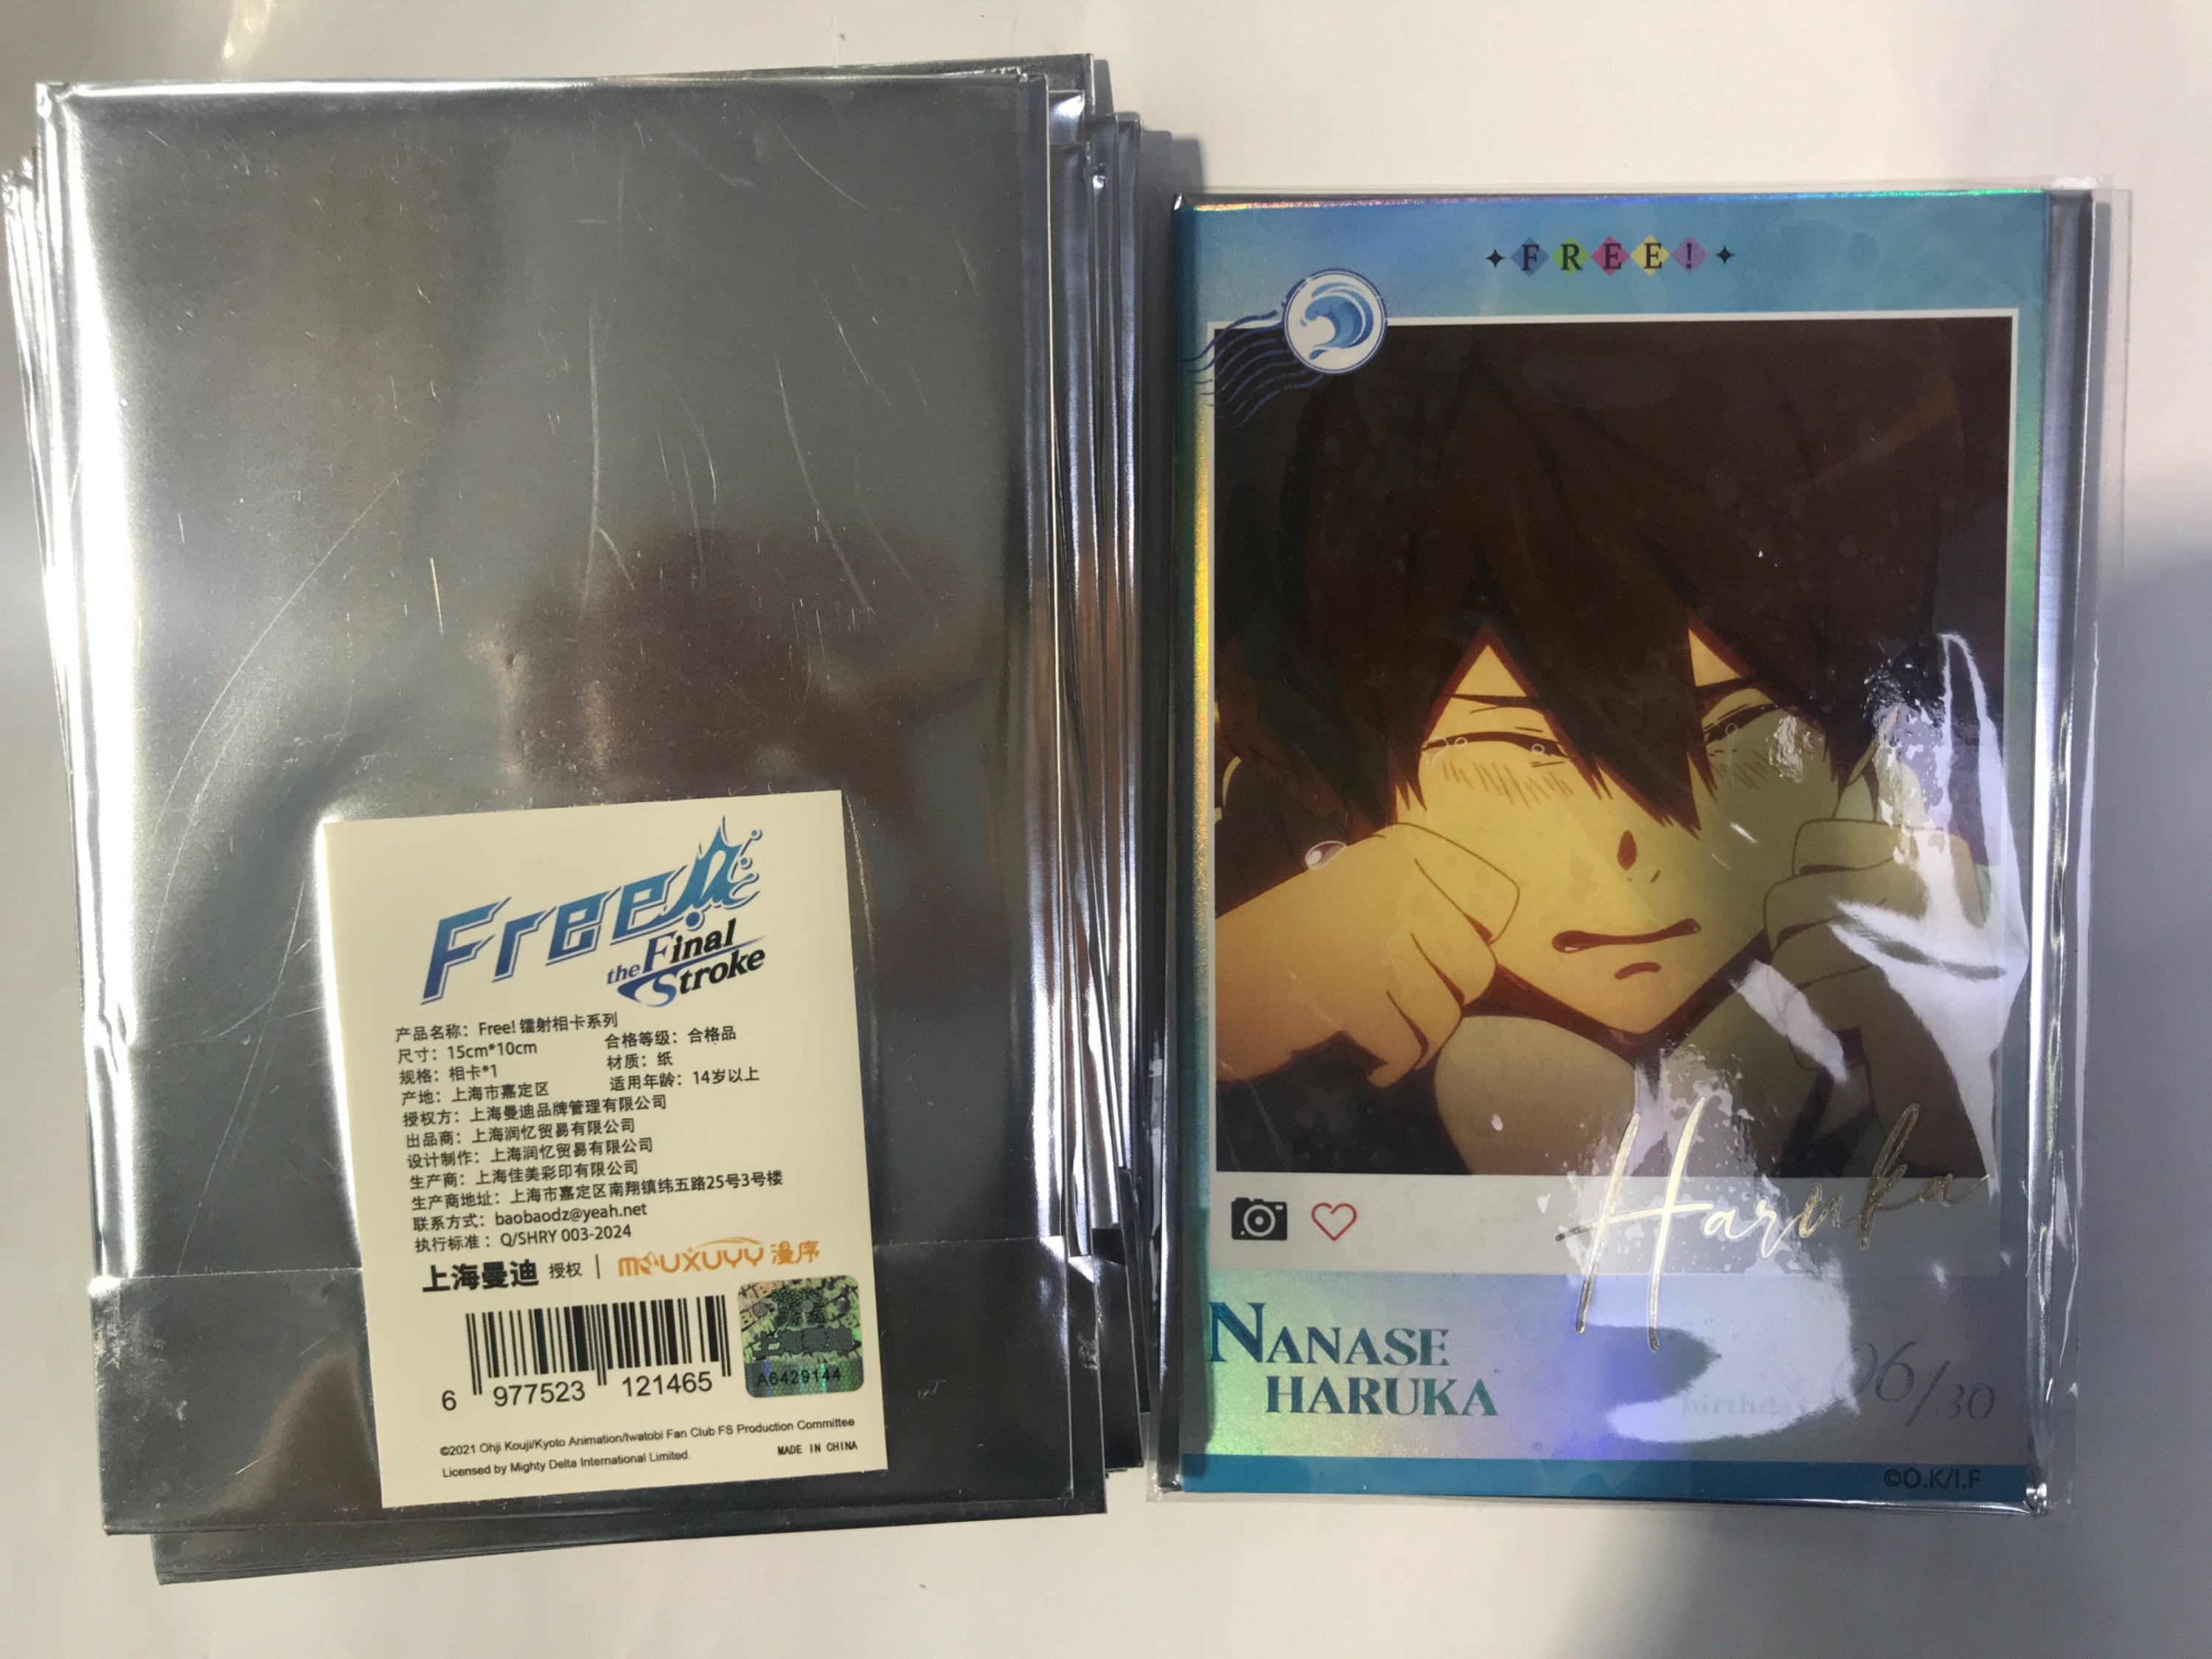 Free!
the Final
Stroke
产品名称：Free! 镭射相卡系列
尺寸：15cm*10cm 合格等级：合格品
规格：相卡*1 材质：纸
产地：上海市嘉定区 适用年龄：14岁以上
授权方：上海曼迪品牌管理有限公司
出品商：上海润忆贸易有限公司
设计制作：上海润忆贸易有限公司
生产商：上海佳美彩印有限公司
生产商地址：上海市嘉定区南翔镇纬五路25号3号楼
联系方式：baobaodz@yeah.net
执行标准：Q/SHRY 003-2024
上海曼迪 授权 | MOUXUYY 漫序
上海曼迪
A6429144
6 977523 121465
©2021 Ohji Kouji/Kyoto Animation/Iwatobi Fan Club FS Production Committee
Licensed by Mighty Delta International Limited. MADE IN CHINA
FREE!
Haruka
NANASE
HARUKA
birthday 06/30
©O.K/I.F